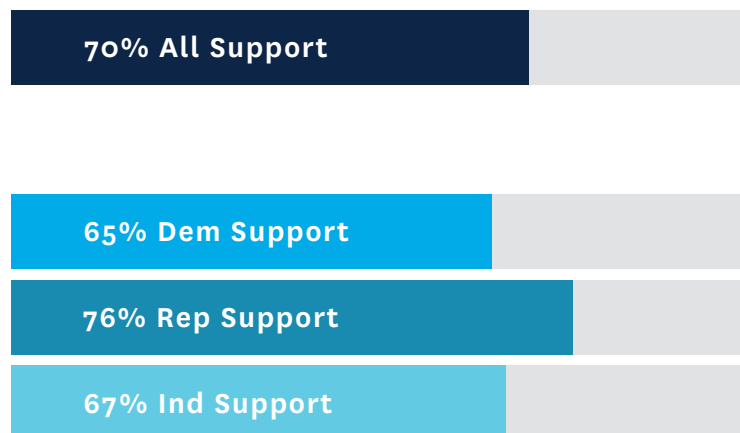 70% All Support
65% Dem Support
76% Rep Support
67% Ind Support